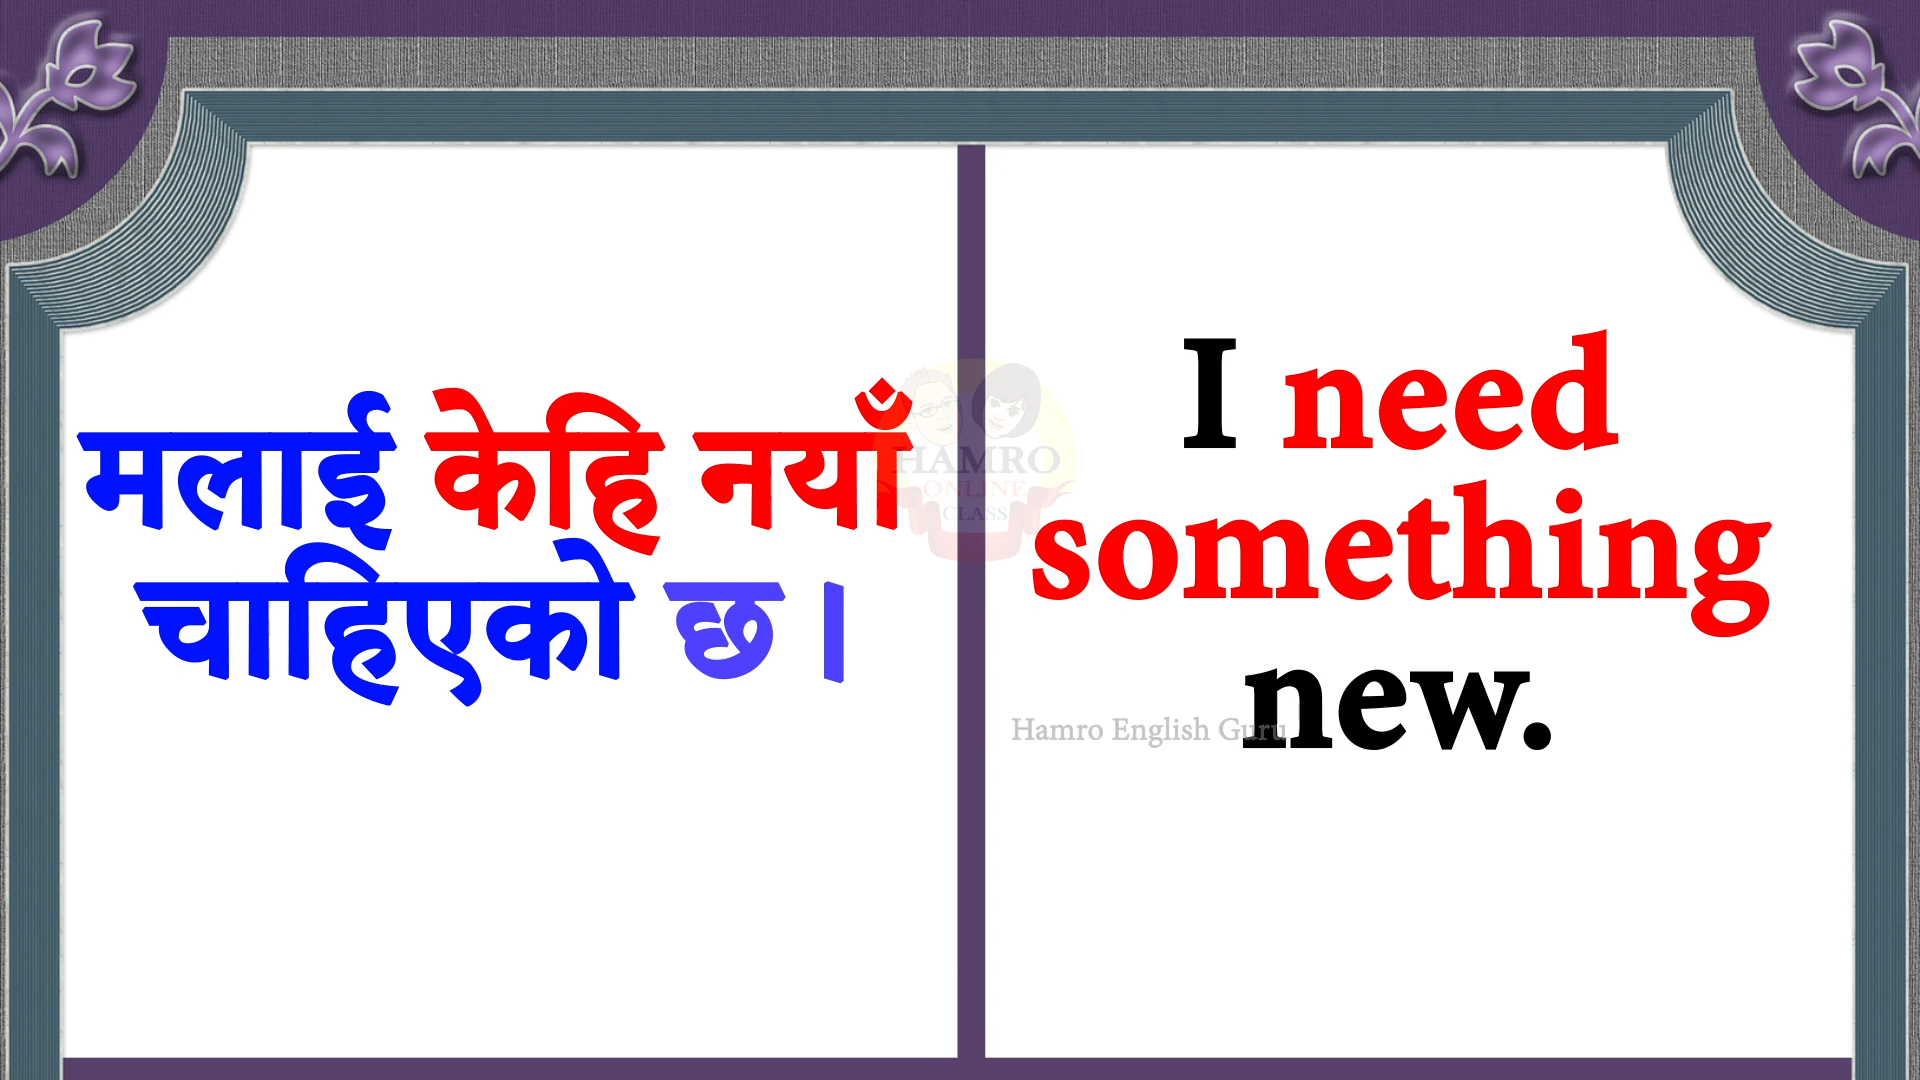 मलाई केहि नयाँ
चाहिएको छ ।
I need
something
new.
HAMRO
ONLINE
CLASS
Hamro English Guru